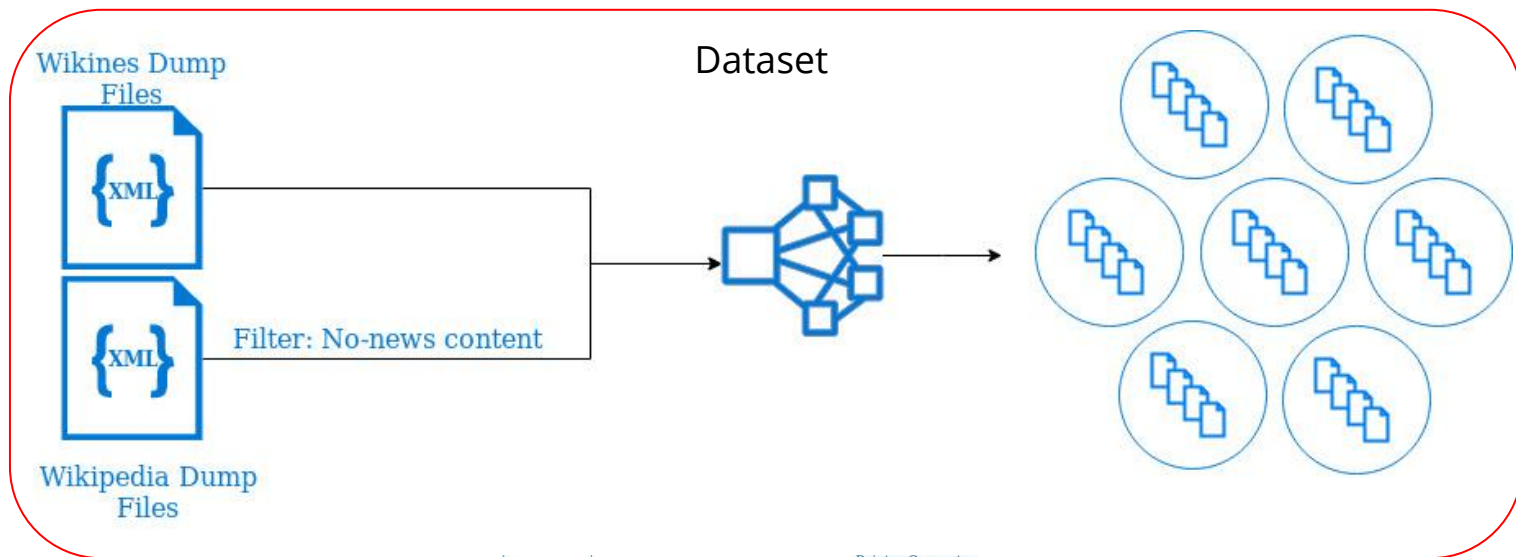 Dataset
Wikines Dump
Files
{XML}
{XML}
Filter: No-news content
Wikipedia Dump
Files